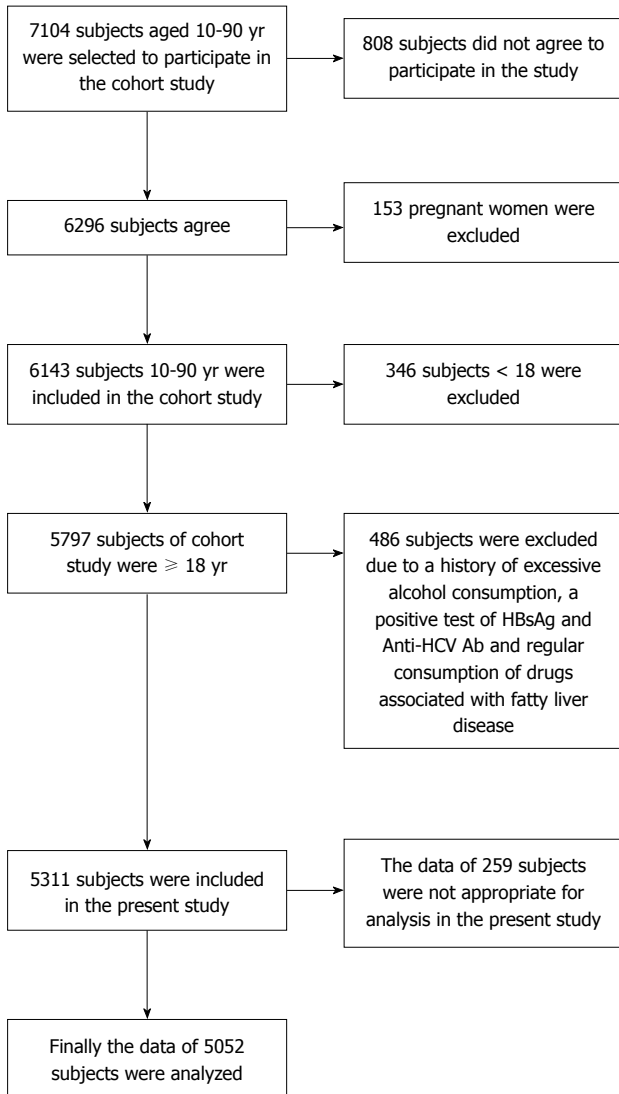 7104 subjects aged 10-90 yr
were selected to participate in
the cohort study
808 subjects did not agree to
participate in the study
6296 subjects agree
153 pregnant women were
excluded
6143 subjects 10-90 yr were
included in the cohort study
346 subjects < 18 were
excluded
5797 subjects of cohort
study were ⩾ 18 yr
486 subjects were excluded
due to a history of excessive
alcohol consumption, a
positive test of HBsAg and
Anti-HCV Ab and regular
consumption of drugs
associated with fatty liver
disease
5311 subjects were included
in the present study
The data of 259 subjects
were not appropriate for
analysis in the present study
Finally the data of 5052
subjects were analyzed